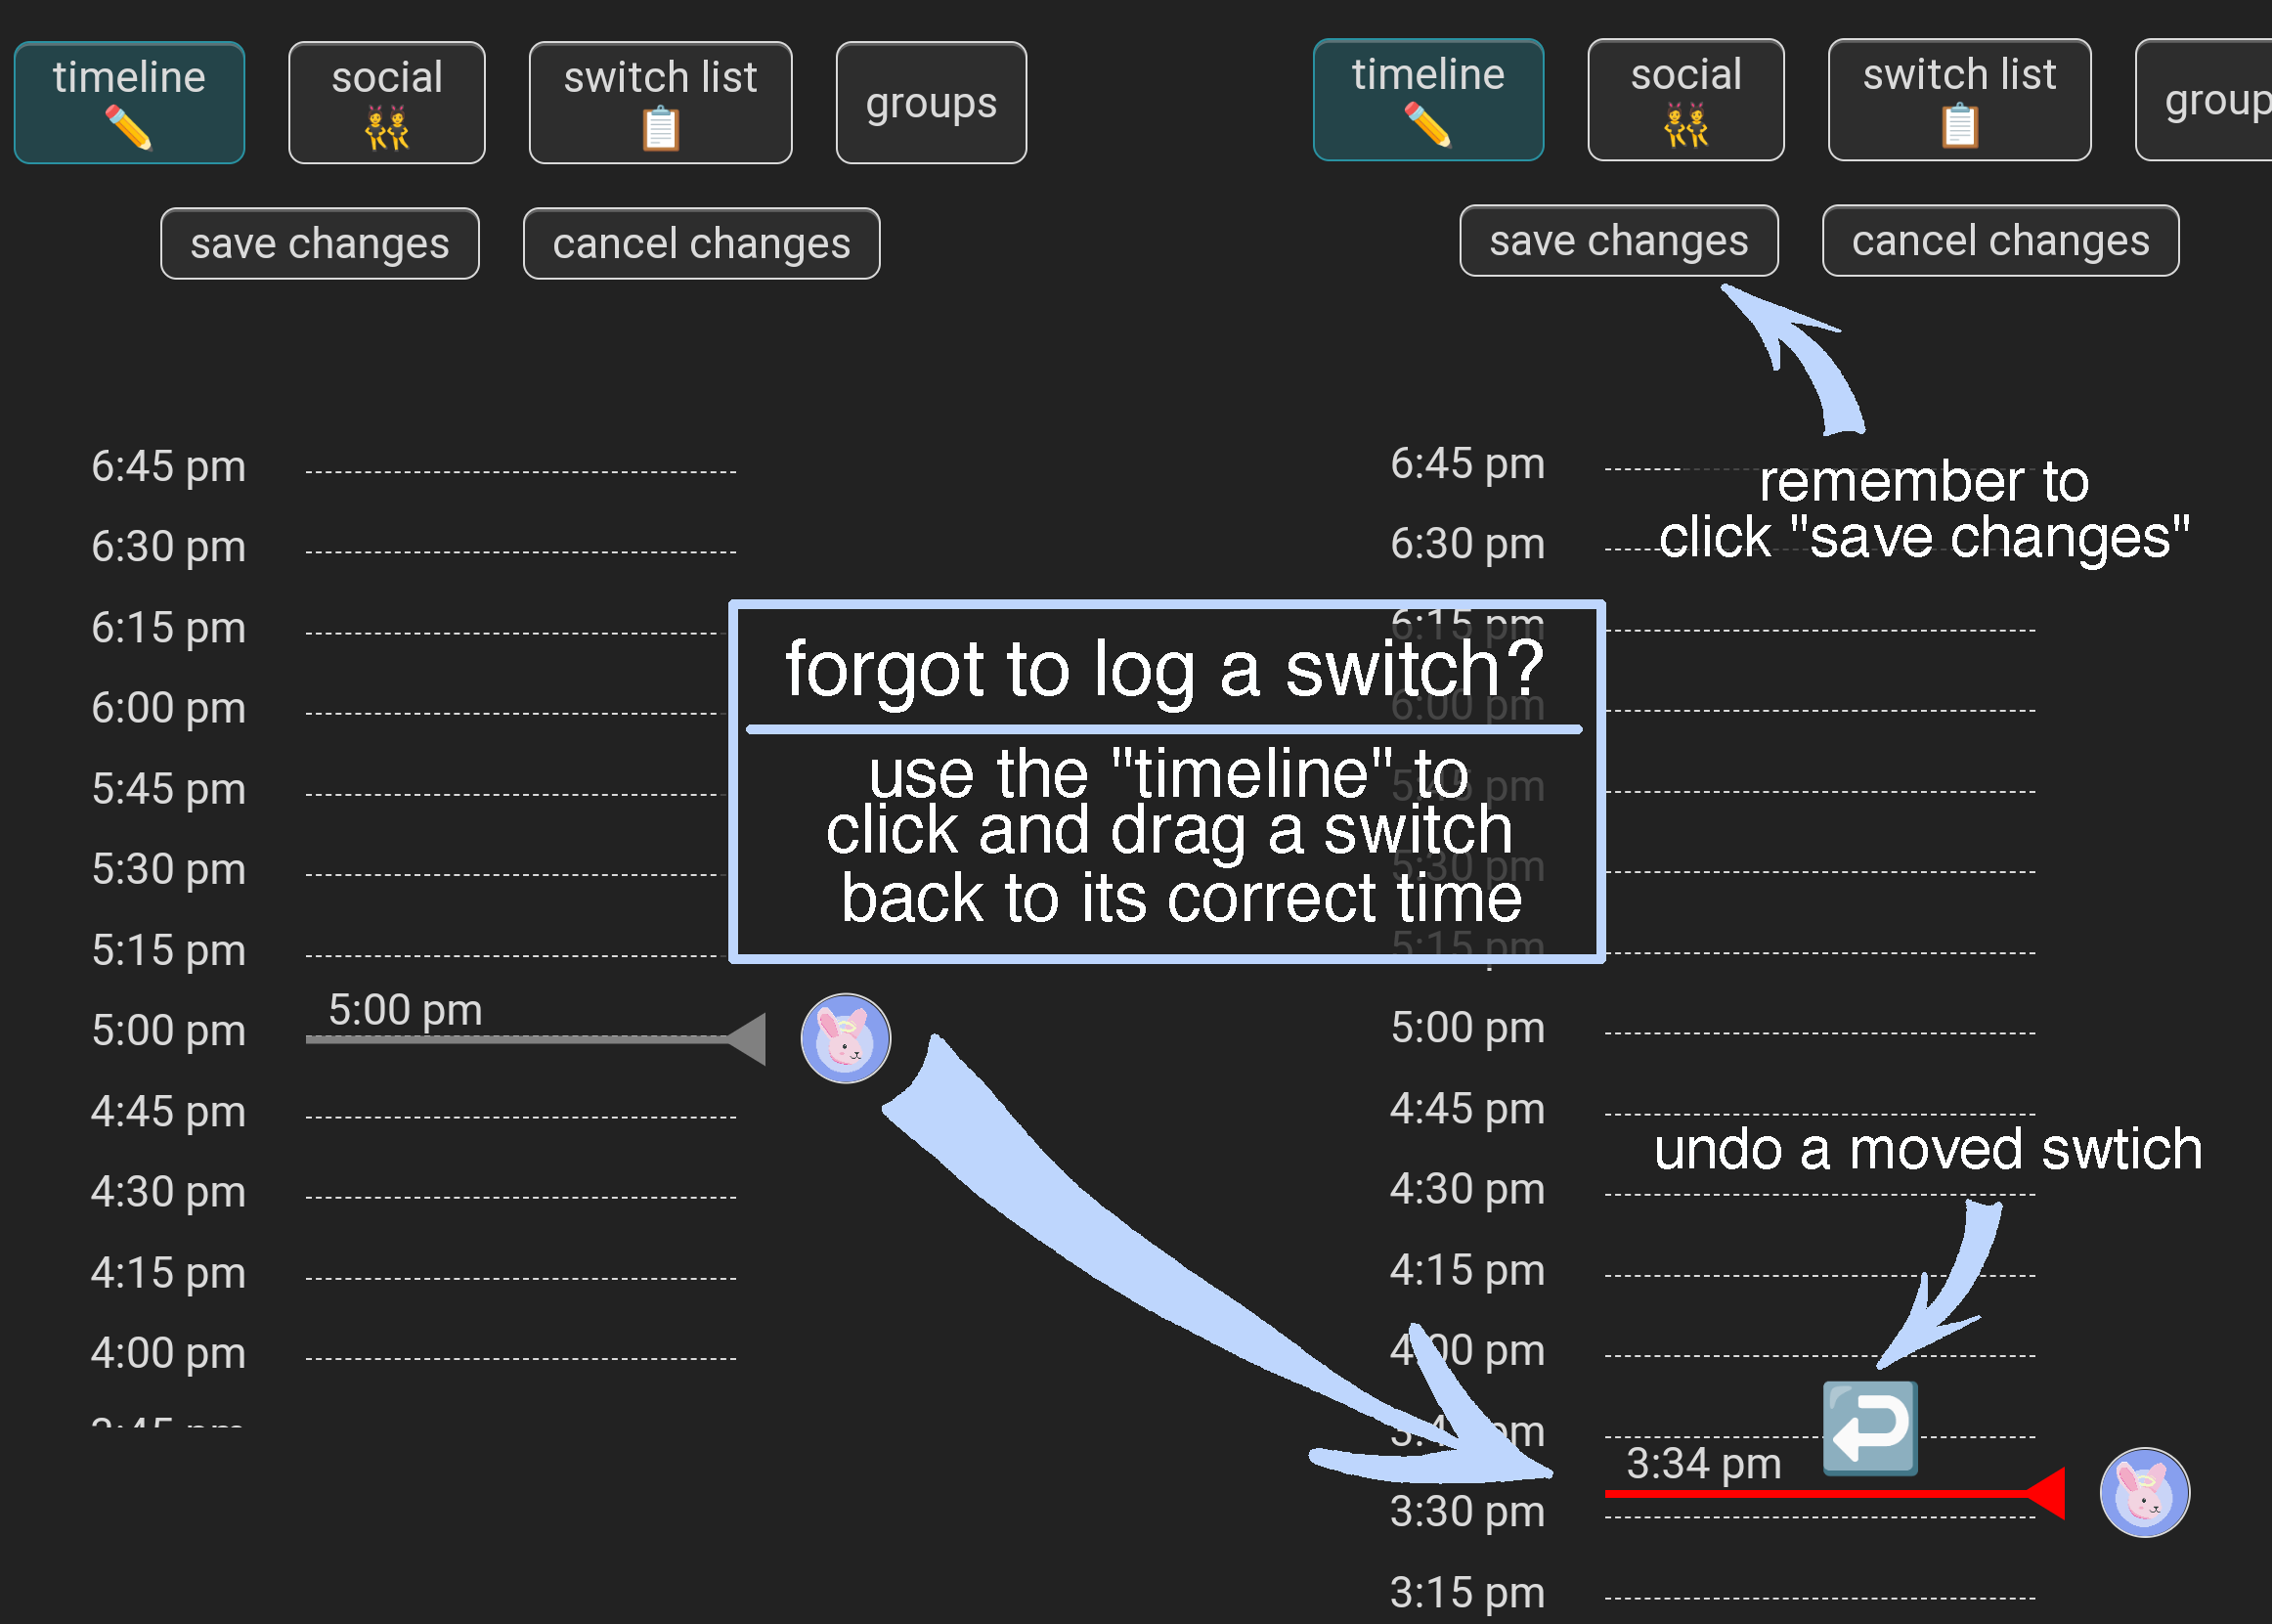 timeline
social
switch list
groups
save changes
cancel changes
6:45 pm
6:30 pm
6:15 pm
6:00 pm
5:45 pm
5:30 pm
5:15 pm
5:00 pm
5:00 pm
4:45 pm
4:30 pm
4:15 pm
4:00 pm
forgot to log a switch?
use the "timeline" to
click and drag a switch
back to its correct time
timeline
social
switch list
group
save changes
cancel changes
remember to
click "save changes"
6:45 pm
6:30 pm
6:15 pm
6:00 pm
5:45 pm
5:30 pm
5:15 pm
5:00 pm
4:45 pm
undo a moved swtich
4:30 pm
4:15 pm
4:00 pm
pm
3:34 pm
3:30 pm
3:15 pm